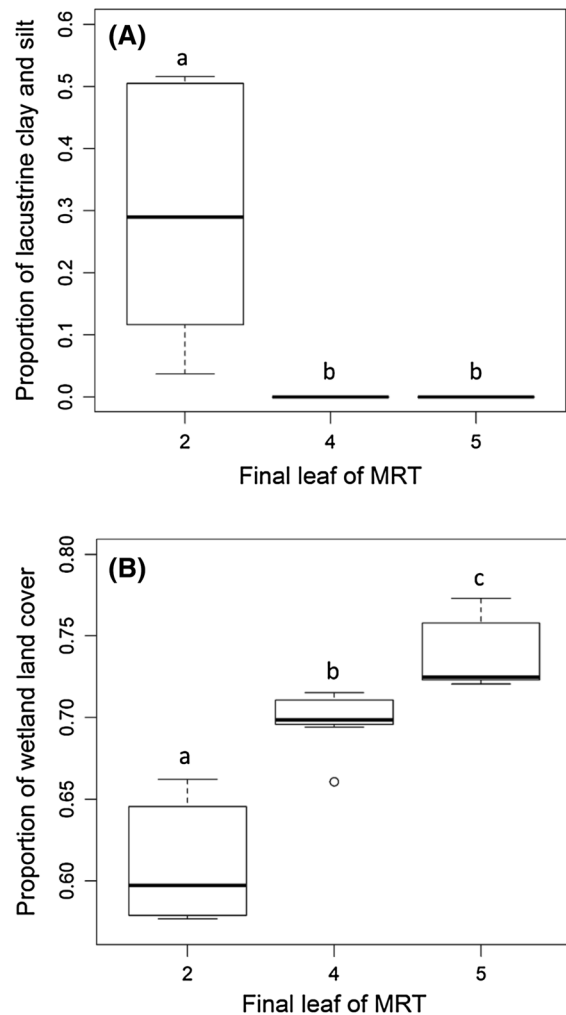 (A)
Proportion of lacustrine clay and silt
0.6
0.5
0.4
0.3
0.2
0.1
0.0
a
b
b
2
4
5
Final leaf of MRT
(B)
Proportion of wetland land cover
0.80
0.75
0.70
0.65
0.60
a
b
c
2
4
5
Final leaf of MRT